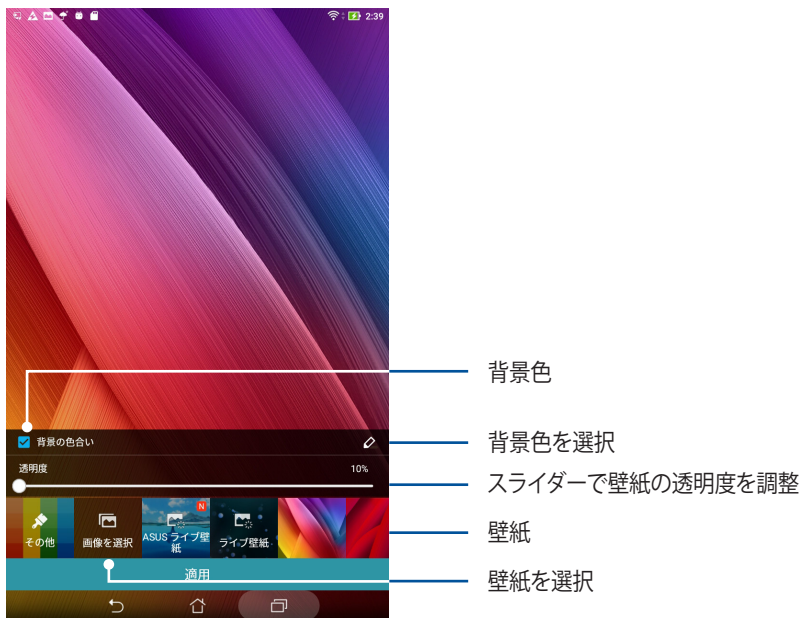 2:39
背景色
背景の色合い
背景色を選択
透明度
10%
スライダーで壁紙の透明度を調整
その他
画像を選択
N
ASUS ライブ壁
紙
ライブ壁紙
壁紙
適用
壁紙を選択